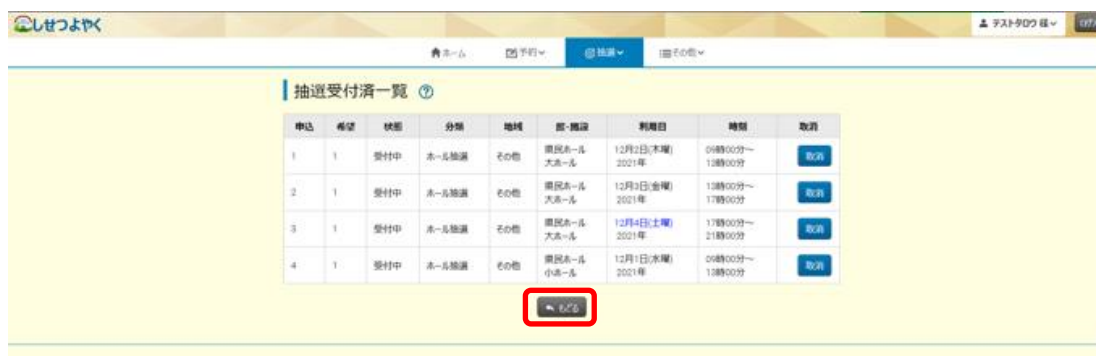 しせつよやく
テストタロウ 様
ホーム 予約 抽選 その他
抽選受付済一覧
申込 希望 状態 分類 地域 館・施設 利用日 時刻 取消
1 1 受付中 ホール抽選 その他 県民ホール 12月2日(木曜) 09時00分～ 取消
大ホール 2021年 12時00分
2 1 受付中 ホール抽選 その他 県民ホール 12月3日(金曜) 13時00分～ 取消
大ホール 2021年 17時00分
3 1 受付中 ホール抽選 その他 県民ホール 12月4日(土曜) 17時00分～ 取消
大ホール 2021年 21時00分
4 1 受付中 ホール抽選 その他 県民ホール 12月1日(水曜) 09時00分～ 取消
小ホール 2021年 13時00分
もどる